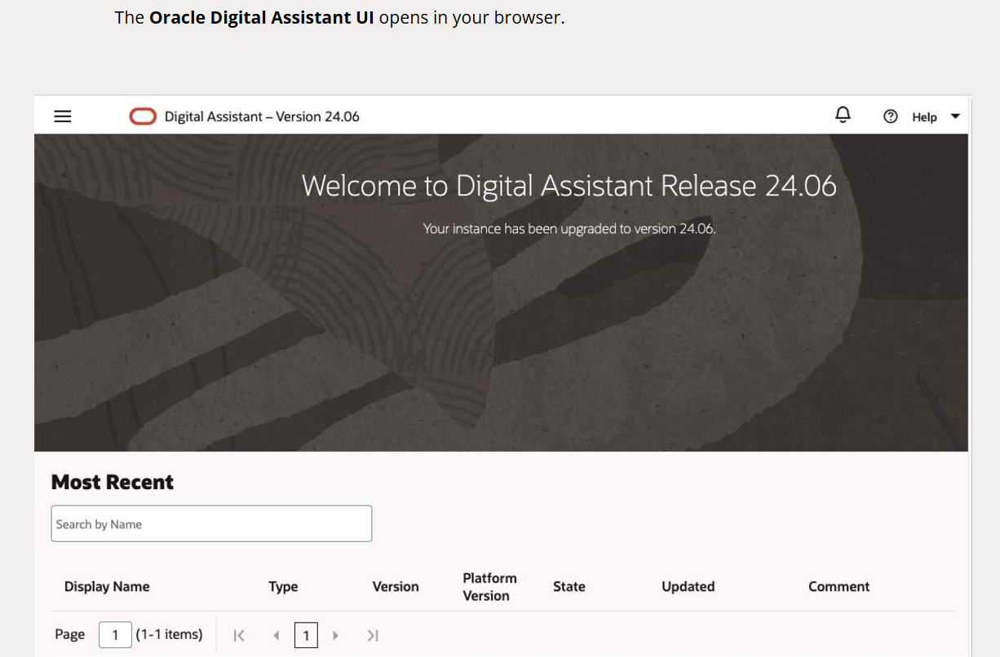 The Oracle Digital Assistant UI opens in your browser.
Digital Assistant – Version 24.06
Help
Welcome to Digital Assistant Release 24.06
Your instance has been upgraded to version 24.06.
Most Recent
Search by Name
Display Name Type Version Platform Version State Updated Comment
Page 1 (1-1 items) 1